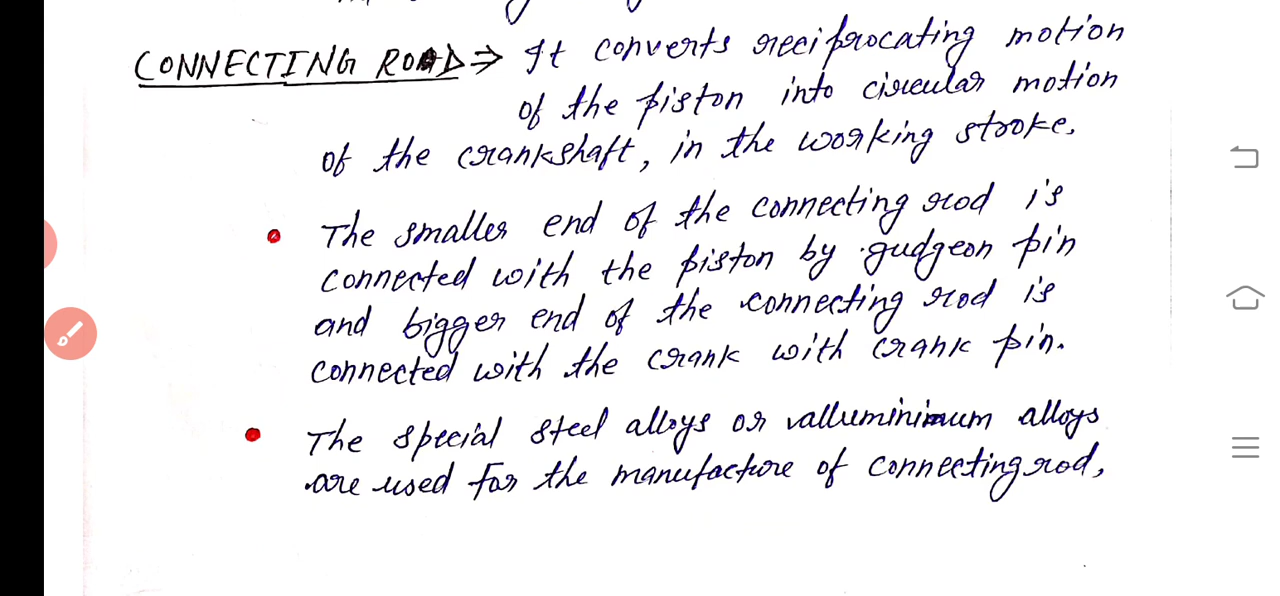 CONNECTING ROD ⇒ It converts reciprocating motion
of the piston into circular motion
of the crankshaft, in the working stroke.
• The smaller end of the connecting rod is
connected with the piston by gudgeon pin
and bigger end of the connecting rod is
connected with the crank with crank pin.
• The special steel alloys or alluminimum alloys
are used for the manufacture of connecting rod,